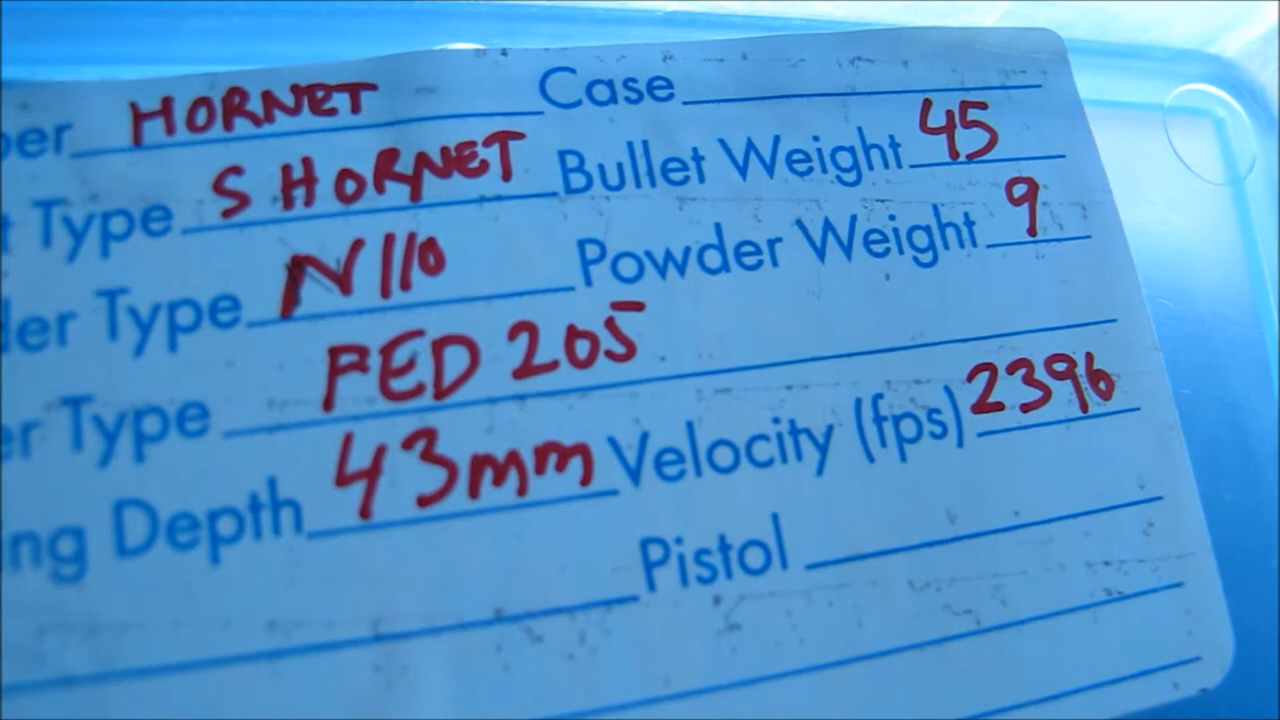 ber HORNET Case
t Type S HORNET Bullet Weight 45
der Type N110 Powder Weight 9
er Type FED 205
ng Depth 43mm Velocity (fps) 2396
Pistol